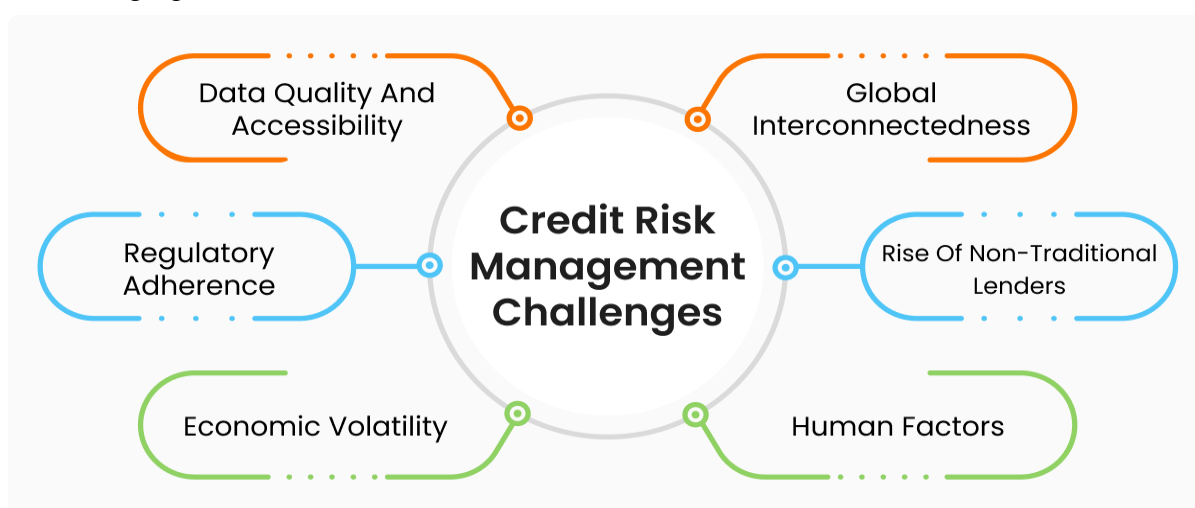 Data Quality And
Accessibility
Global
Interconnectedness
Credit Risk
Management
Challenges
Regulatory
Adherence
Rise Of Non-Traditional
Lenders
Economic Volatility
Human Factors